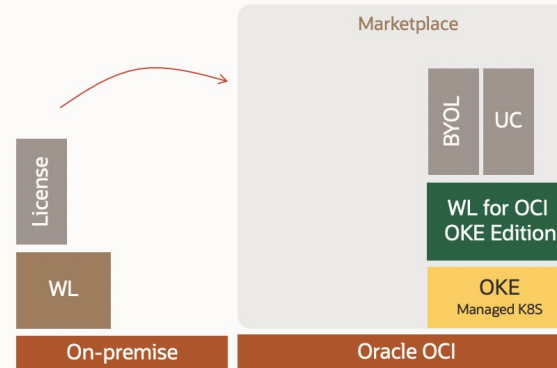 Marketplace
License
BYOL
UC
WL for OCI
OKE Edition
WL
OKE
Managed K8S
On-premise
Oracle OCI